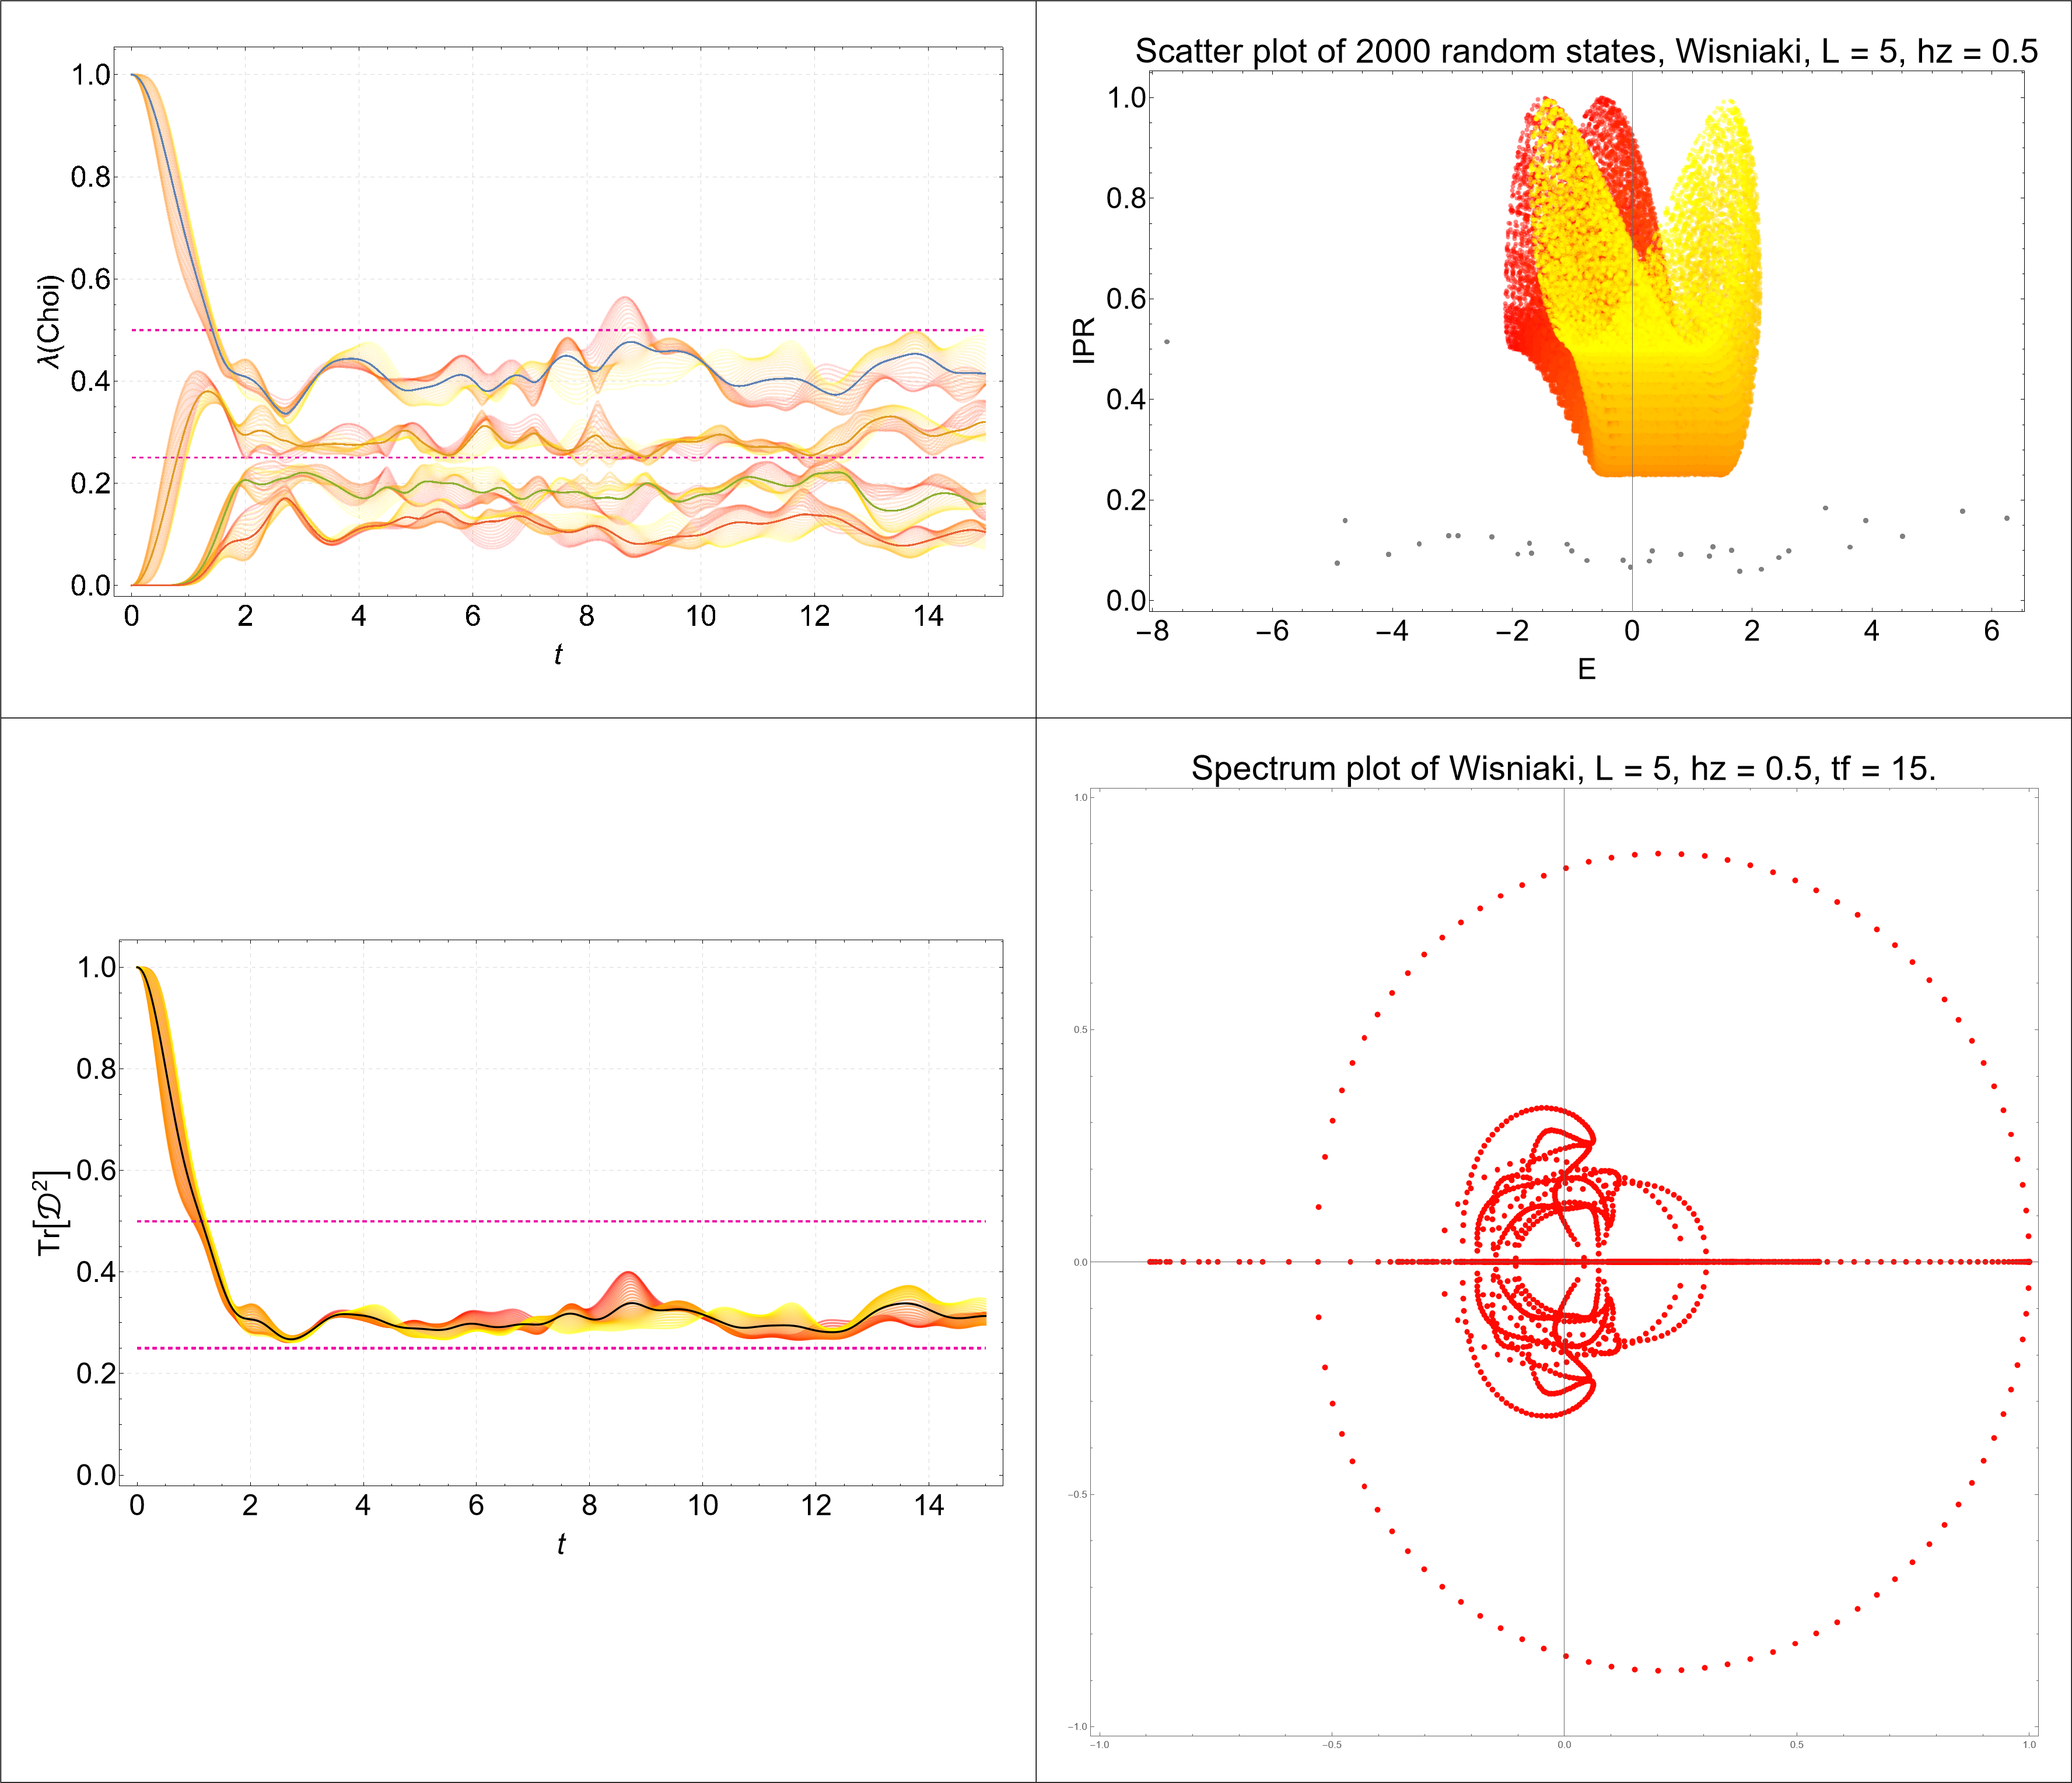 1.0
0.8
0.6
0.4
0.2
0.0
λ(Choi)
0 2 4 6 8 10 12 14
t
Scatter plot of 2000 random states, Wisniaki, L = 5, hz = 0.5
1.0
0.8
0.6
0.4
0.2
0.0
IPR
−8 −6 −4 −2 0 2 4 6
E
1.0
0.8
0.6
0.4
0.2
0.0
Tr[𝒟²]
0 2 4 6 8 10 12 14
t
Spectrum plot of Wisniaki, L = 5, hz = 0.5, tf = 15.
1.0
0.5
0.0
−0.5
−1.0
−1.0 −0.5 0.0 0.5 1.0